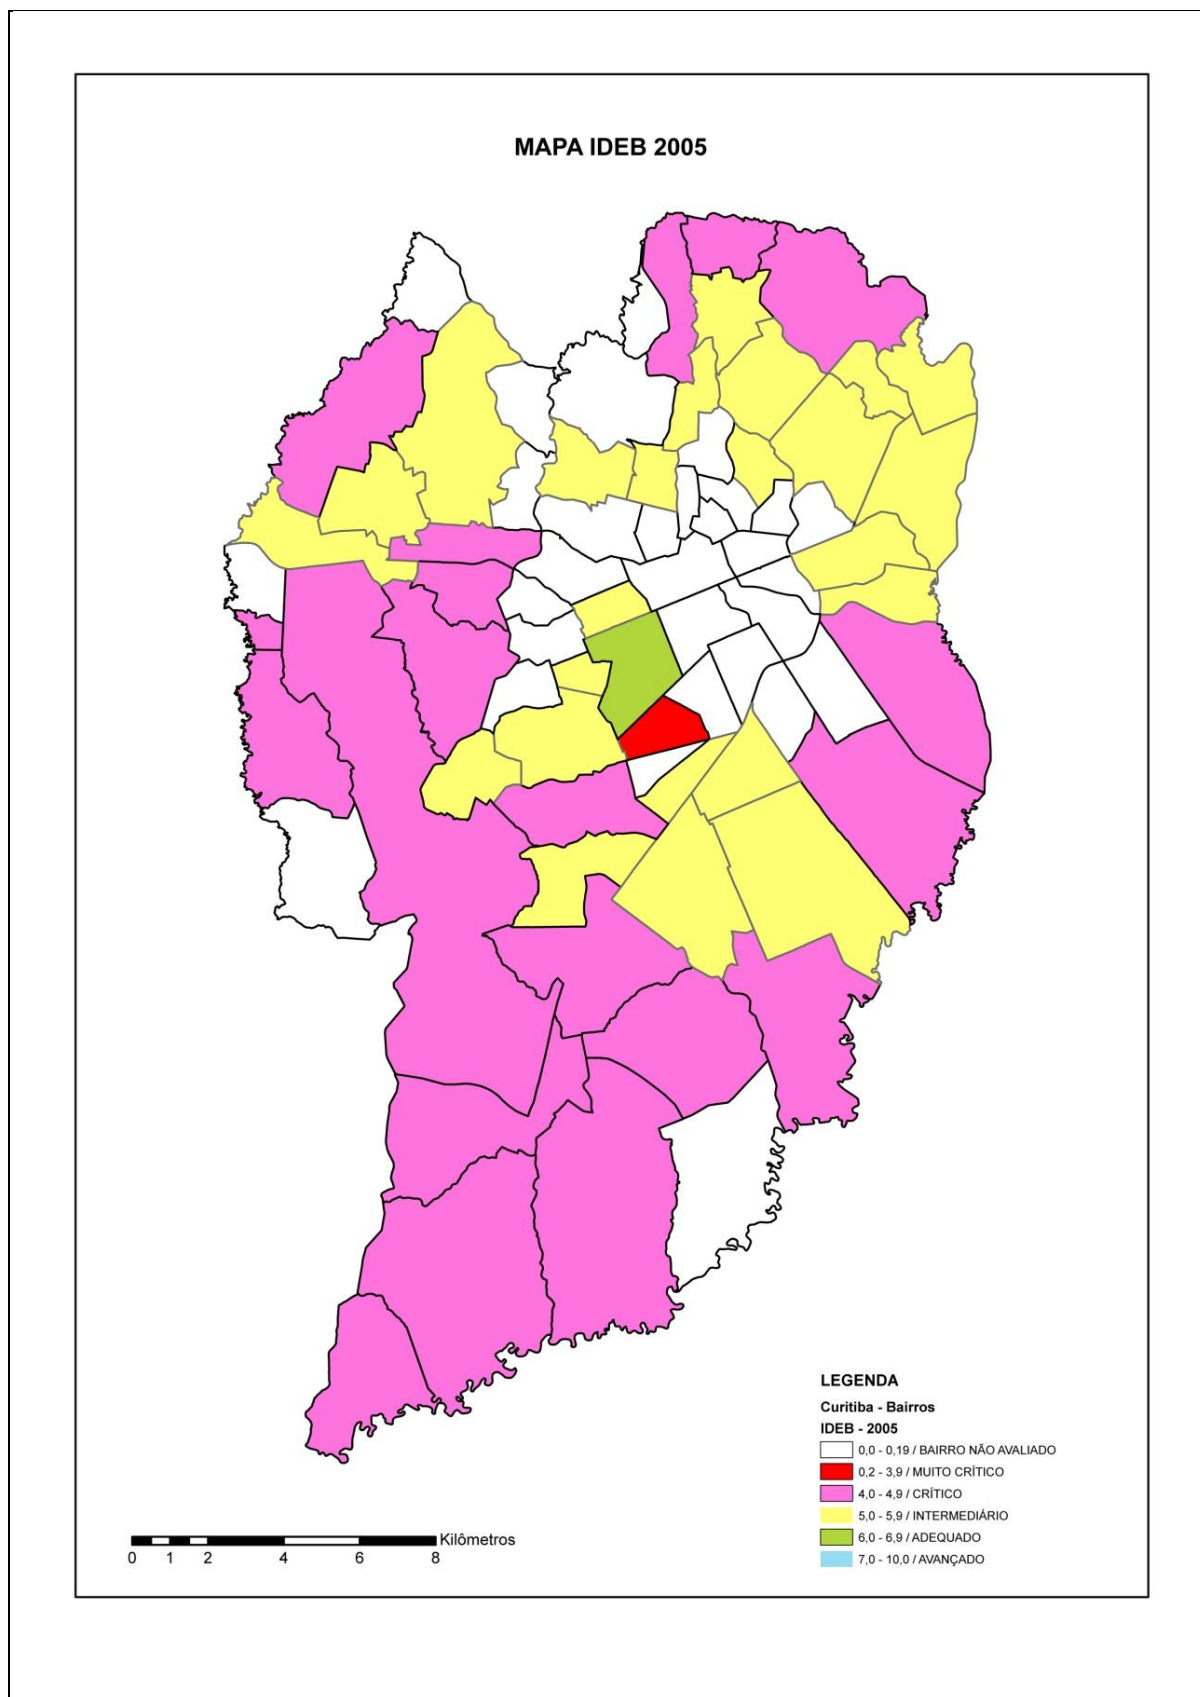 MAPA IDEB 2005
LEGENDA
Curitiba - Bairros
IDEB - 2005
0,0 - 0,19 / BAIRRO NÃO AVALIADO
0,2 - 3,9 / MUITO CRÍTICO
4,0 - 4,9 / CRÍTICO
5,0 - 5,9 / INTERMEDIÁRIO
6,0 - 6,9 / ADEQUADO
7,0 - 10,0 / AVANÇADO
Kilômetros
0 1 2 4 6 8